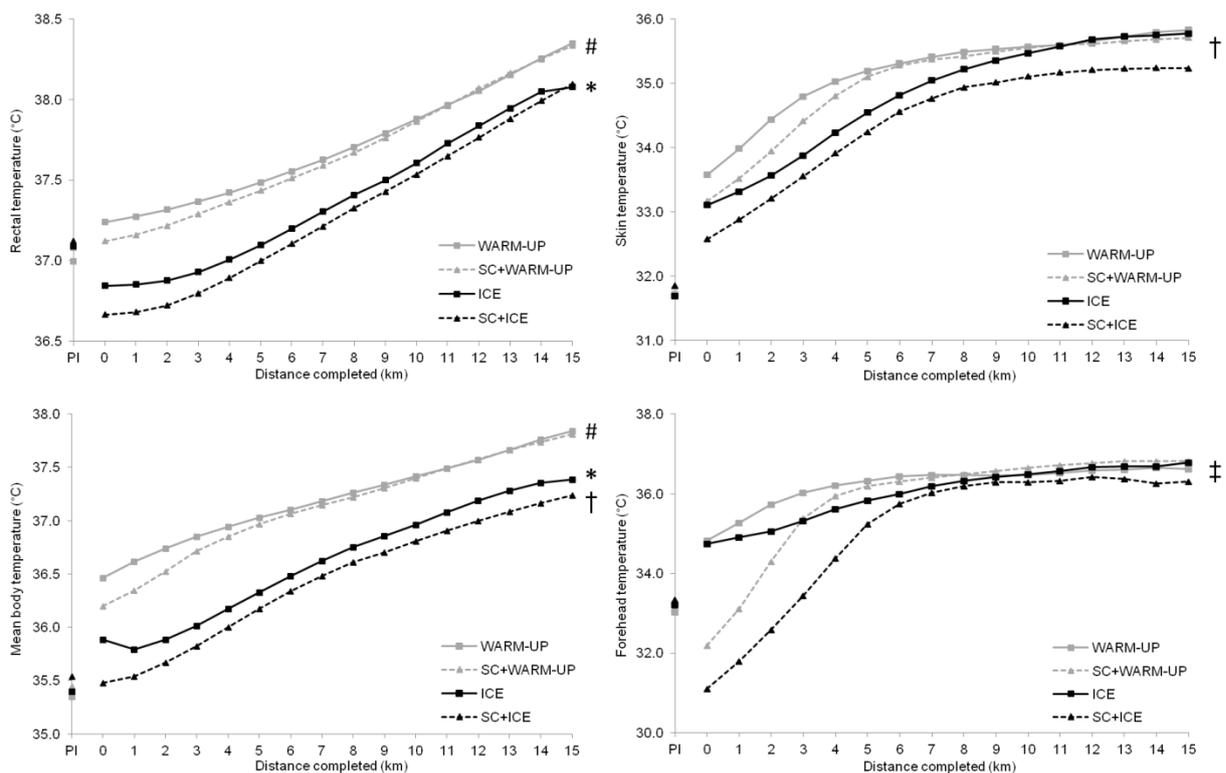 38.5
38.0
37.5
37.0
36.5
Rectal temperature (°C)
#
*
WARM-UP
SC+WARM-UP
ICE
SC+ICE
PI 0 1 2 3 4 5 6 7 8 9 10 11 12 13 14 15
Distance completed (km)
36.0
35.0
34.0
33.0
32.0
31.0
Skin temperature (°C)
†
WARM-UP
SC+WARM-UP
ICE
SC+ICE
PI 0 1 2 3 4 5 6 7 8 9 10 11 12 13 14 15
Distance completed (km)
38.0
37.5
37.0
36.5
36.0
35.5
35.0
Mean body temperature (°C)
#
*
†
WARM-UP
SC+WARM-UP
ICE
SC+ICE
PI 0 1 2 3 4 5 6 7 8 9 10 11 12 13 14 15
Distance completed (km)
38.0
36.0
34.0
32.0
30.0
Forehead temperature (°C)
‡
WARM-UP
SC+WARM-UP
ICE
SC+ICE
PI 0 1 2 3 4 5 6 7 8 9 10 11 12 13 14 15
Distance completed (km)